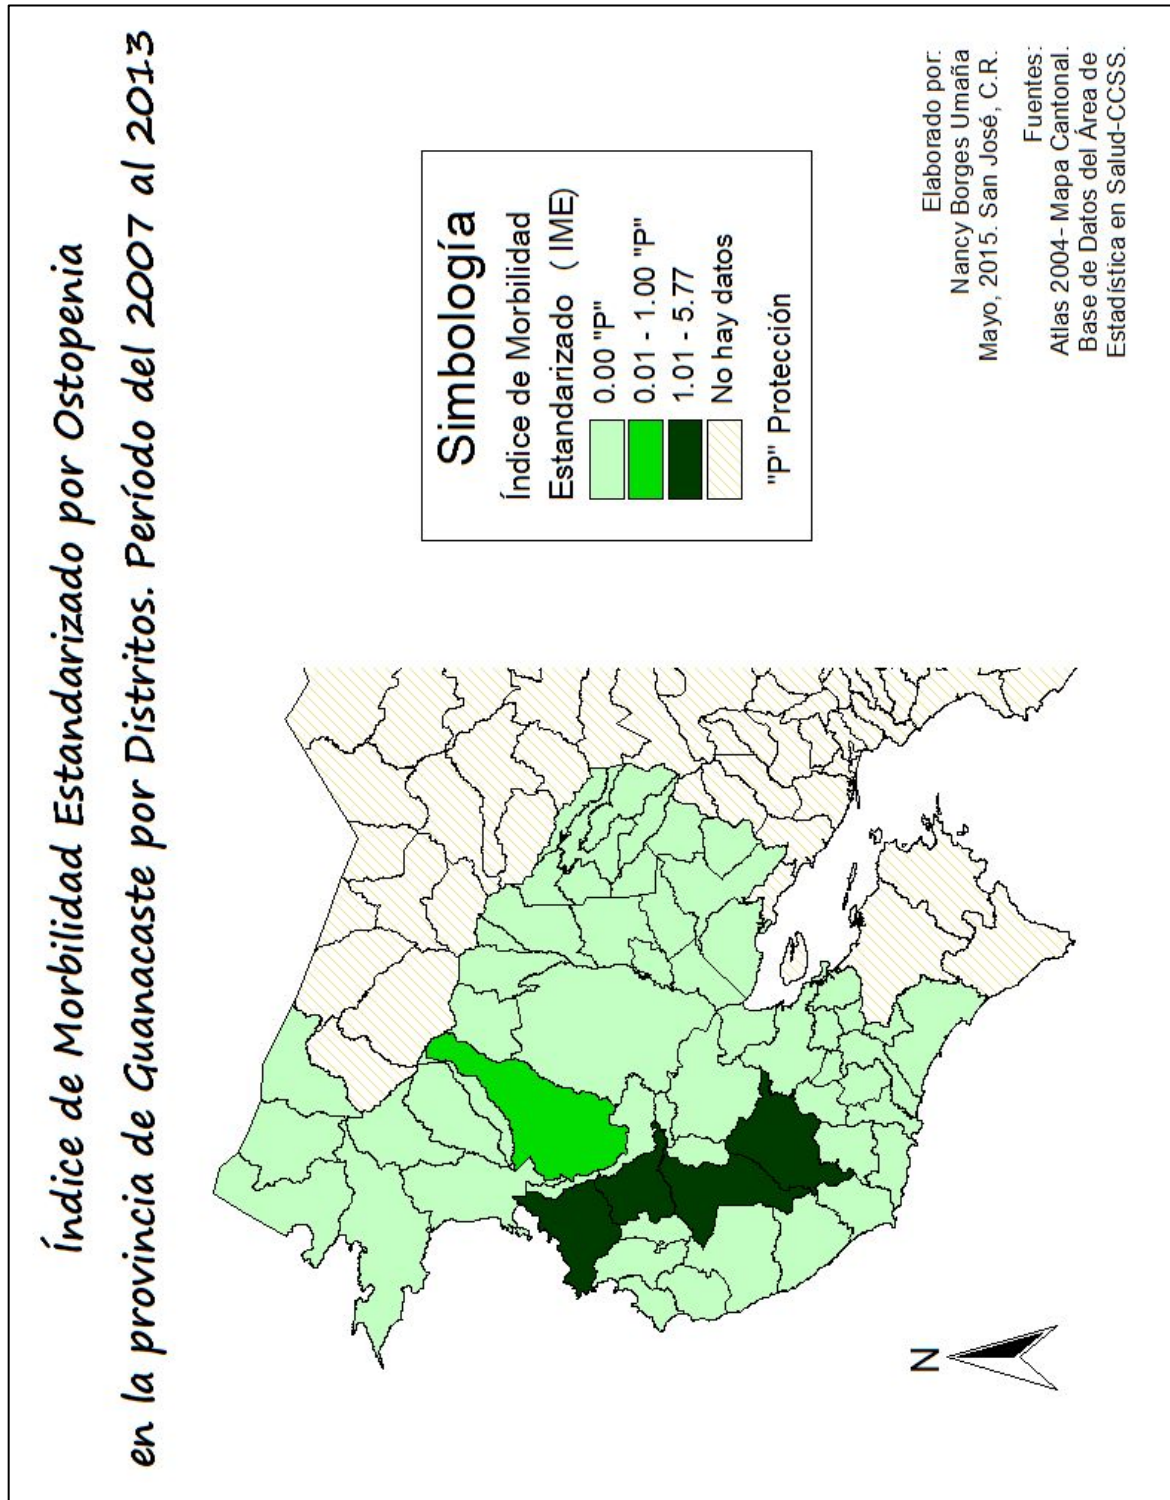 Índice de Morbilidad Estandarizado por Ostopenia
en la provincia de Guanacaste por Distritos. Período del 2007 al 2013
Simbología
Índice de Morbilidad
Estandarizado ( IME)
0.00 "P"
0.01 - 1.00 "P"
1.01 - 5.77
No hay datos
"P" Protección
N
Elaborado por:
Nancy Borges Umaña
Mayo, 2015. San José, C.R.
Fuentes:
Atlas 2004- Mapa Cantonal.
Base de Datos del Área de
Estadística en Salud-CCSS.